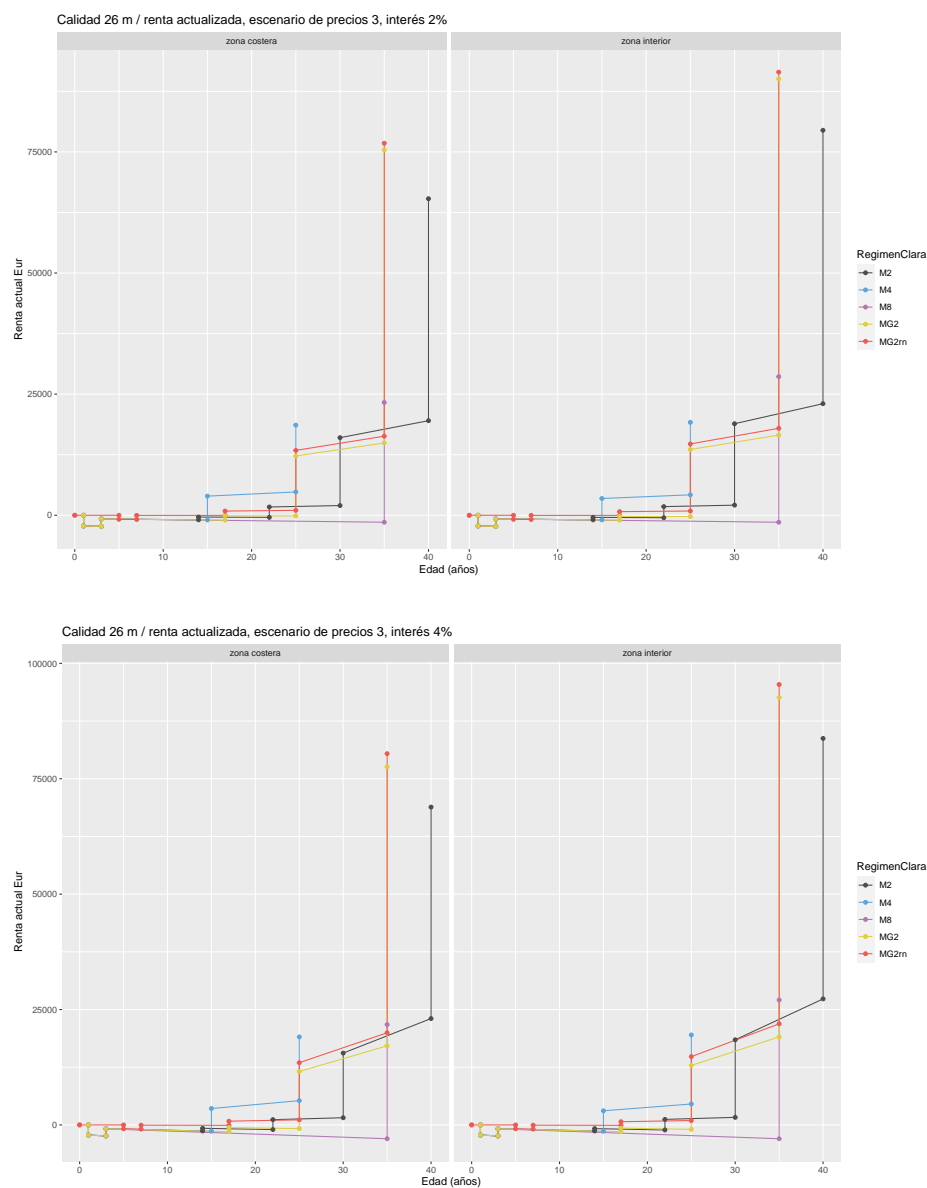 Calidad 26 m / renta actualizada, escenario de precios 3, interés 2%
zona costera
zona interior
75000
50000
25000
0
Renta actual Eur
0 10 20 30 40
0 10 20 30 40
Edad (años)
RegimenClara
M2
M4
M8
MG2
MG2rn
Calidad 26 m / renta actualizada, escenario de precios 3, interés 4%
zona costera
zona interior
100000
75000
50000
25000
0
Renta actual Eur
0 10 20 30 40
0 10 20 30 40
Edad (años)
RegimenClara
M2
M4
M8
MG2
MG2rn